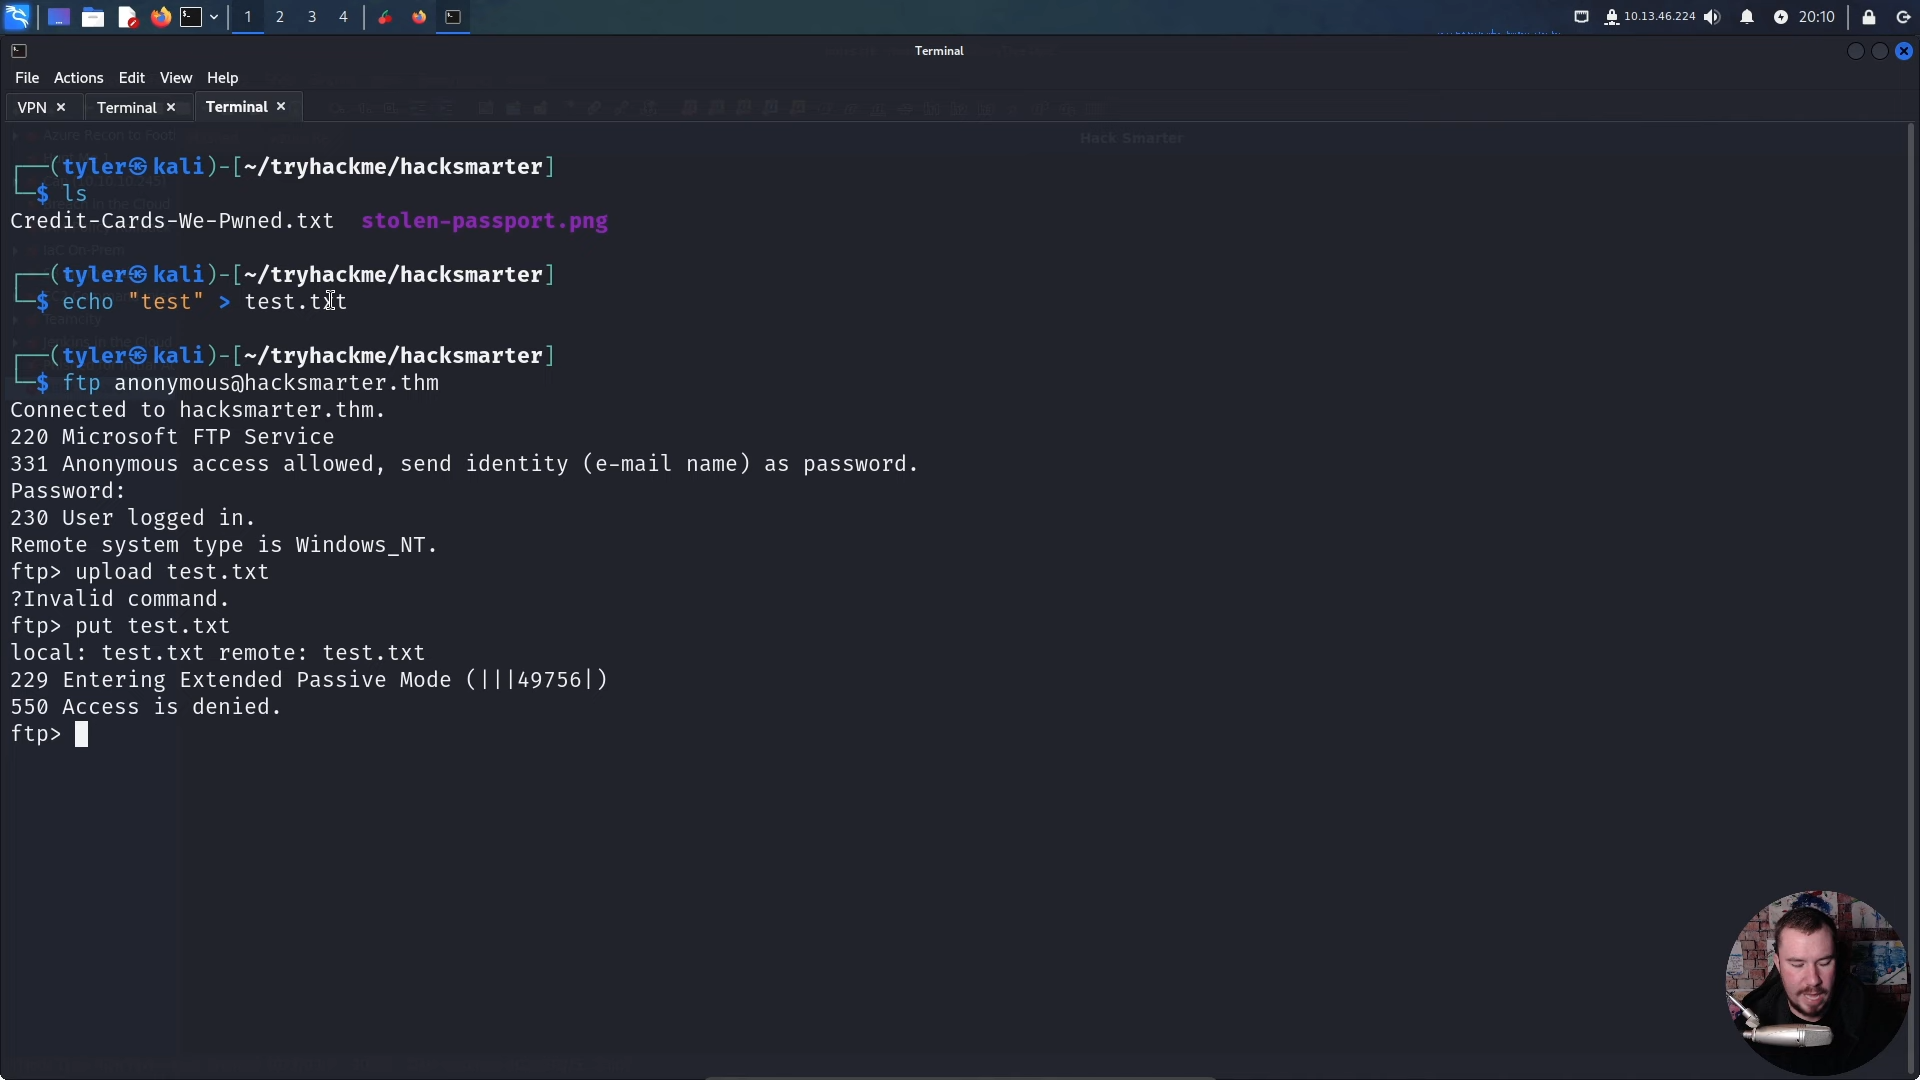 1 2 3 4
10.13.46.224 20:10
Terminal
File Actions Edit View Help
VPN × Terminal × Terminal ×
Hack Smarter
┌──(tyler㉿kali)-[~/tryhackme/hacksmarter]
└─$ ls
Credit-Cards-We-Pwned.txt stolen-passport.png
┌──(tyler㉿kali)-[~/tryhackme/hacksmarter]
└─$ echo "test" > test.txt
┌──(tyler㉿kali)-[~/tryhackme/hacksmarter]
└─$ ftp anonymous@hacksmarter.thm
Connected to hacksmarter.thm.
220 Microsoft FTP Service
331 Anonymous access allowed, send identity (e-mail name) as password.
Password:
230 User logged in.
Remote system type is Windows_NT.
ftp> upload test.txt
?Invalid command.
ftp> put test.txt
local: test.txt remote: test.txt
229 Entering Extended Passive Mode (|||49756|)
550 Access is denied.
ftp>